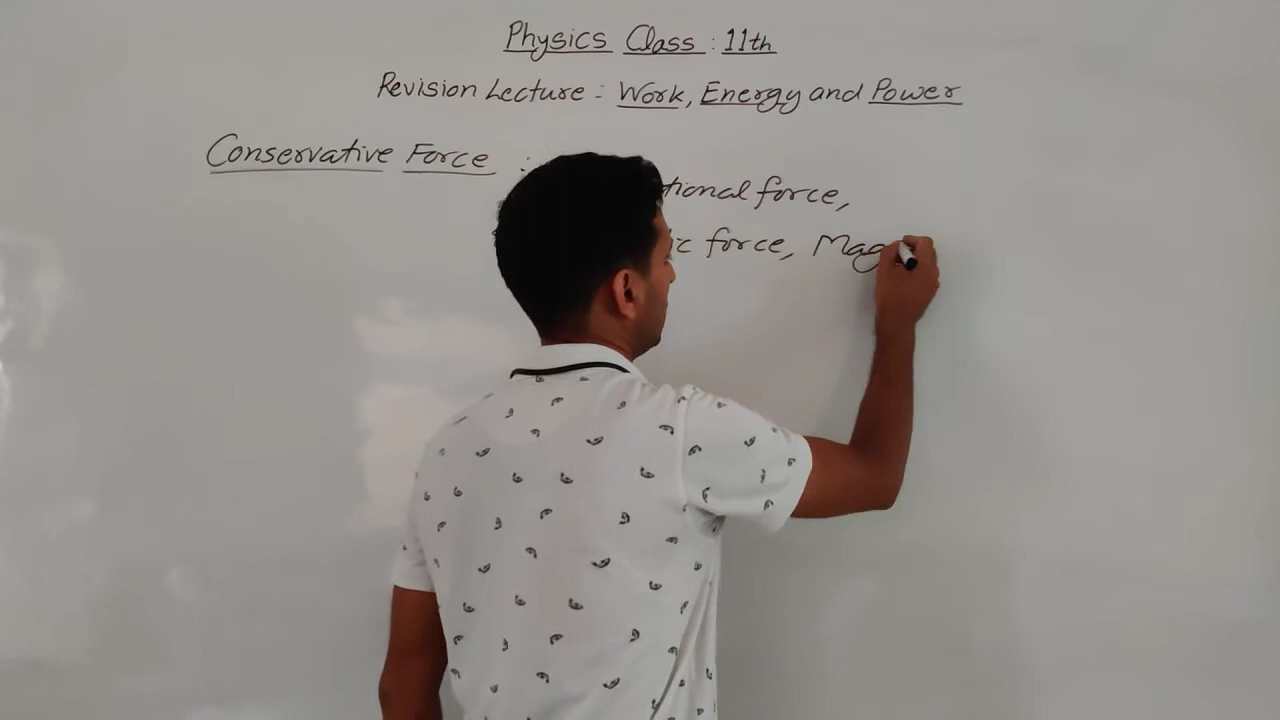 Physics Class : 11th
Revision Lecture : Work, Energy and Power
Conservative Force :
tional force,
ic force, Mag